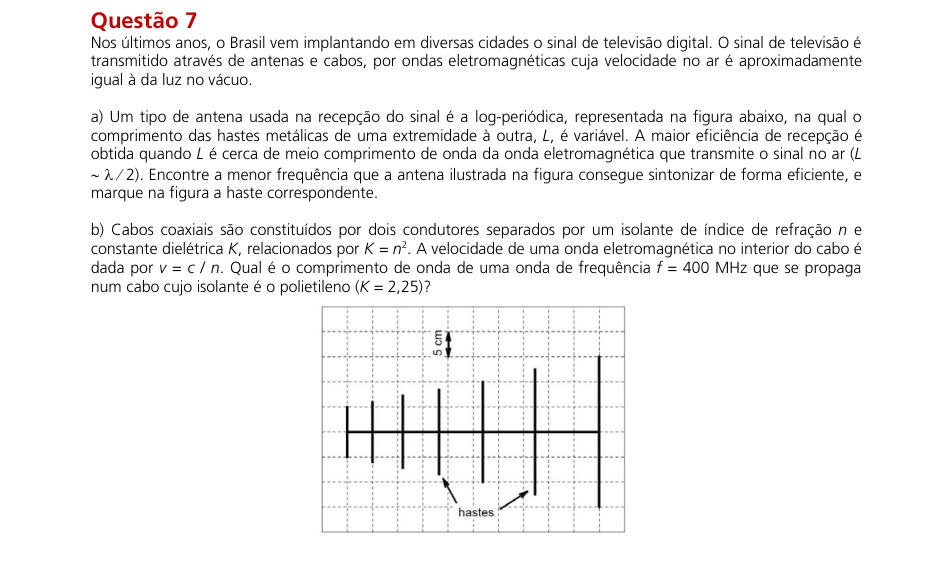 Questão 7
Nos últimos anos, o Brasil vem implantando em diversas cidades o sinal de televisão digital. O sinal de televisão é
transmitido através de antenas e cabos, por ondas eletromagnéticas cuja velocidade no ar é aproximadamente
igual à da luz no vácuo.
a) Um tipo de antena usada na recepção do sinal é a log-periódica, representada na figura abaixo, na qual o
comprimento das hastes metálicas de uma extremidade à outra, L, é variável. A maior eficiência de recepção é
obtida quando L é cerca de meio comprimento de onda da onda eletromagnética que transmite o sinal no ar (L
~ λ / 2). Encontre a menor frequência que a antena ilustrada na figura consegue sintonizar de forma eficiente, e
marque na figura a haste correspondente.
b) Cabos coaxiais são constituídos por dois condutores separados por um isolante de índice de refração n e
constante dielétrica K, relacionados por K = n². A velocidade de uma onda eletromagnética no interior do cabo é
dada por v = c / n. Qual é o comprimento de onda de uma onda de frequência f = 400 MHz que se propaga
num cabo cujo isolante é o polietileno (K = 2,25)?
5 cm
hastes